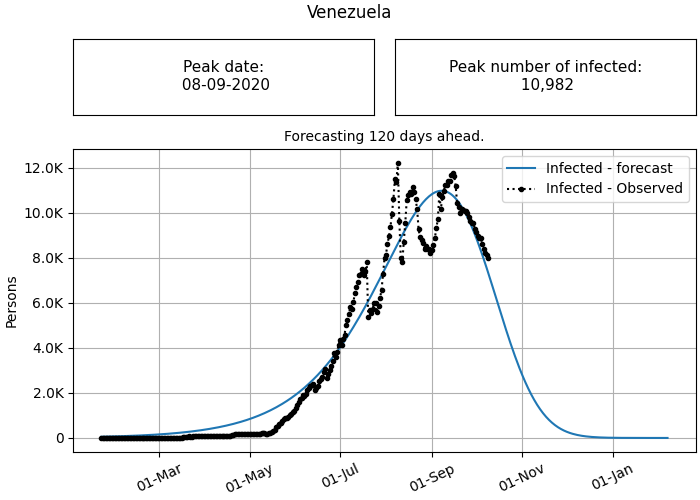 Venezuela
Peak date:
08-09-2020
Peak number of infected:
10,982
Forecasting 120 days ahead.
Infected - forecast
Infected - Observed
12.0K
10.0K
8.0K
6.0K
4.0K
2.0K
0
Persons
01-Mar
01-May
01-Jul
01-Sep
01-Nov
01-Jan